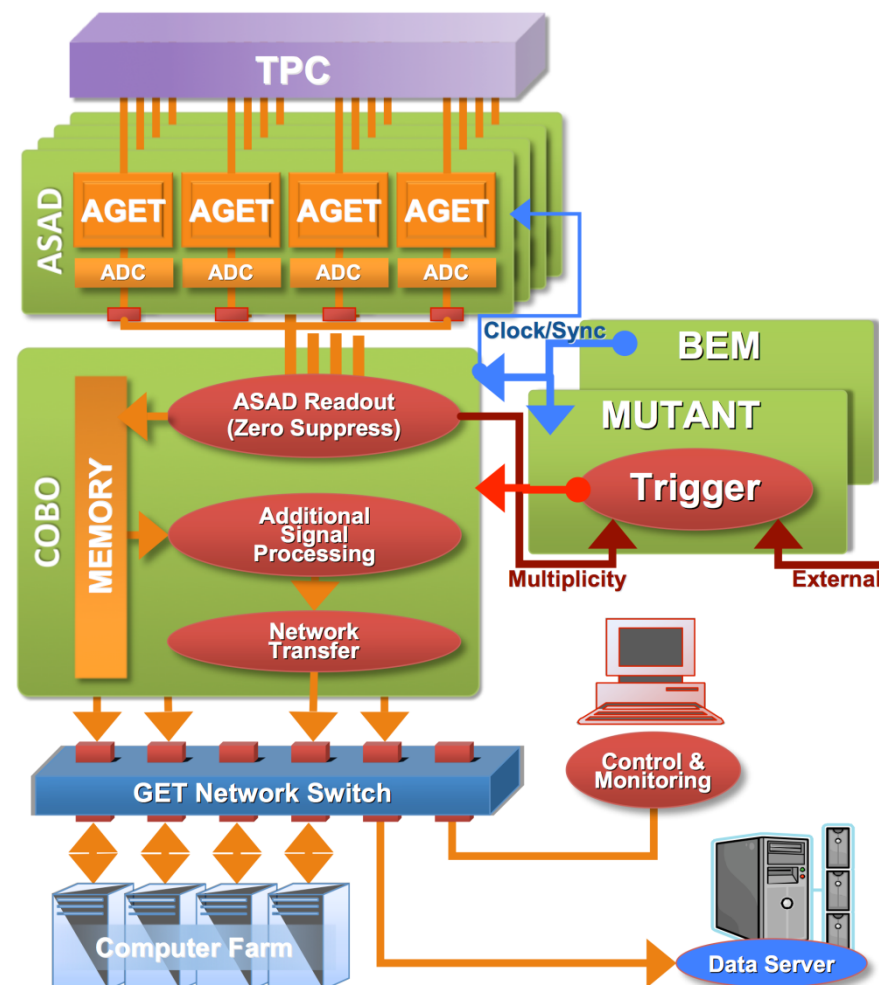 TPC
ASAD
AGET AGET AGET AGET
ADC ADC ADC ADC
Clock/Sync
BEM
MUTANT
Trigger
Multiplicity
External
COBO
MEMORY
ASAD Readout
(Zero Suppress)
Additional
Signal
Processing
Network
Transfer
Control &
Monitoring
GET Network Switch
Computer Farm
Data Server